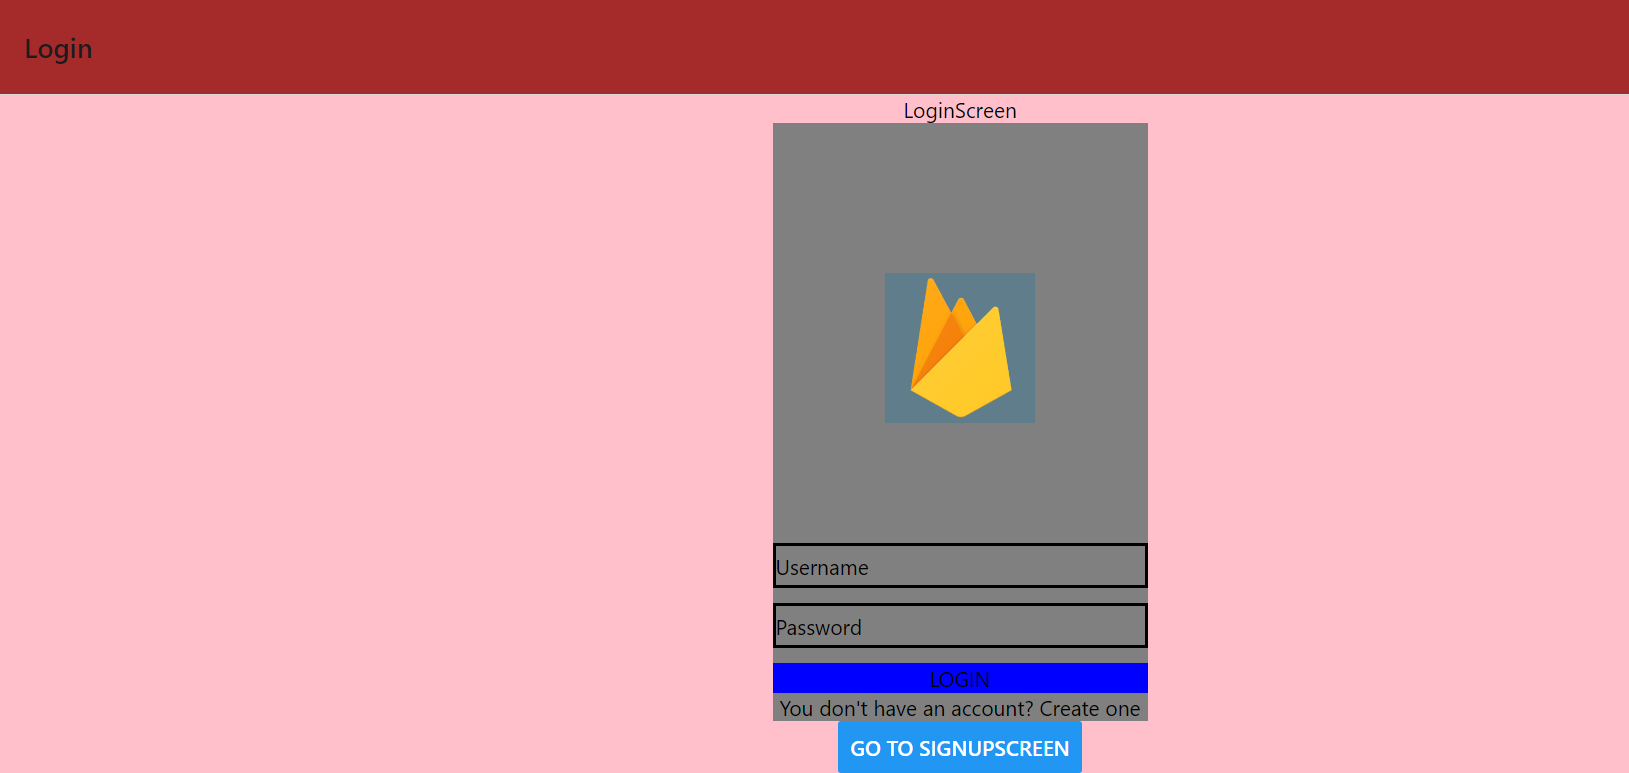 Login
LoginScreen
Username
Password
LOGIN
You don't have an account? Create one
GO TO SIGNUPSCREEN